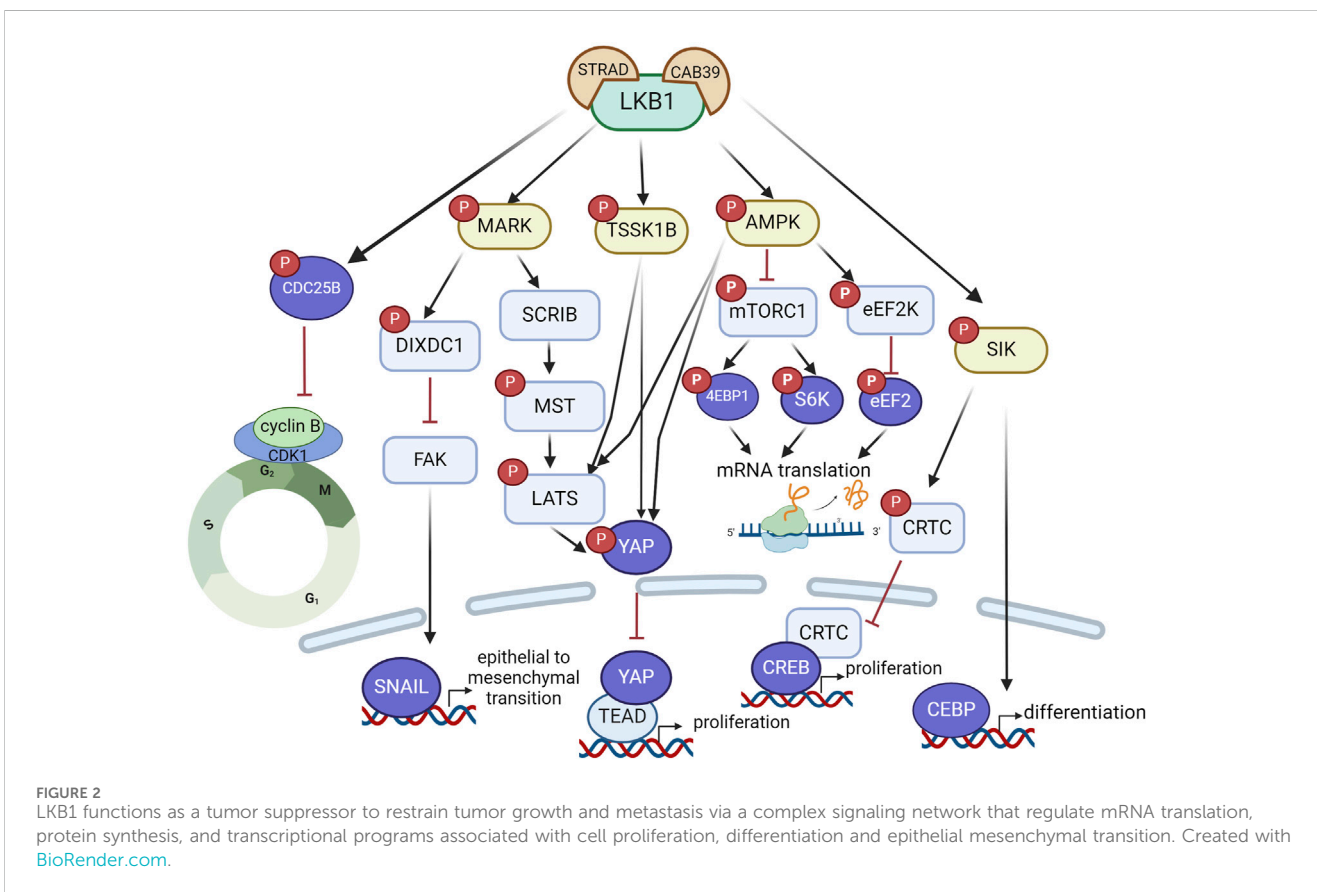 STRAD
CAB39
LKB1
P
MARK
P
TSSK1B
P
AMPK
P
CDC25B
P
DIXDC1
SCRIB
P
mTORC1
P
eEF2K
P
SIK
P
MST
P
4EBP1
P
S6K
P
eEF2
cyclin B
CDK1
G2
M
S
G1
FAK
P
LATS
mRNA translation
5'
3'
3'
P
CRTC
P
YAP
SNAIL
epithelial to
mesenchymal
transition
YAP
TEAD
proliferation
CRTC
CREB
proliferation
CEBP
differentiation
FIGURE 2
LKB1 functions as a tumor suppressor to restrain tumor growth and metastasis via a complex signaling network that regulate mRNA translation,
protein synthesis, and transcriptional programs associated with cell proliferation, differentiation and epithelial mesenchymal transition. Created with
BioRender.com.